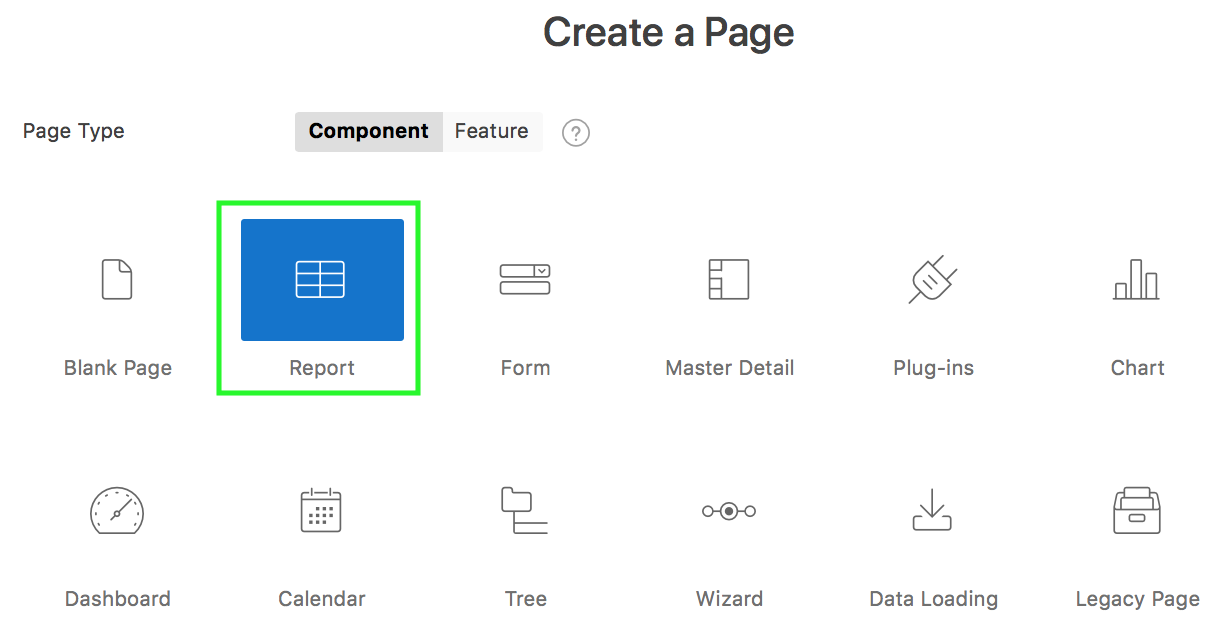 Create a Page
Page Type
Component Feature ?
Blank Page Report Form Master Detail Plug-ins Chart
Dashboard Calendar Tree Wizard Data Loading Legacy Page